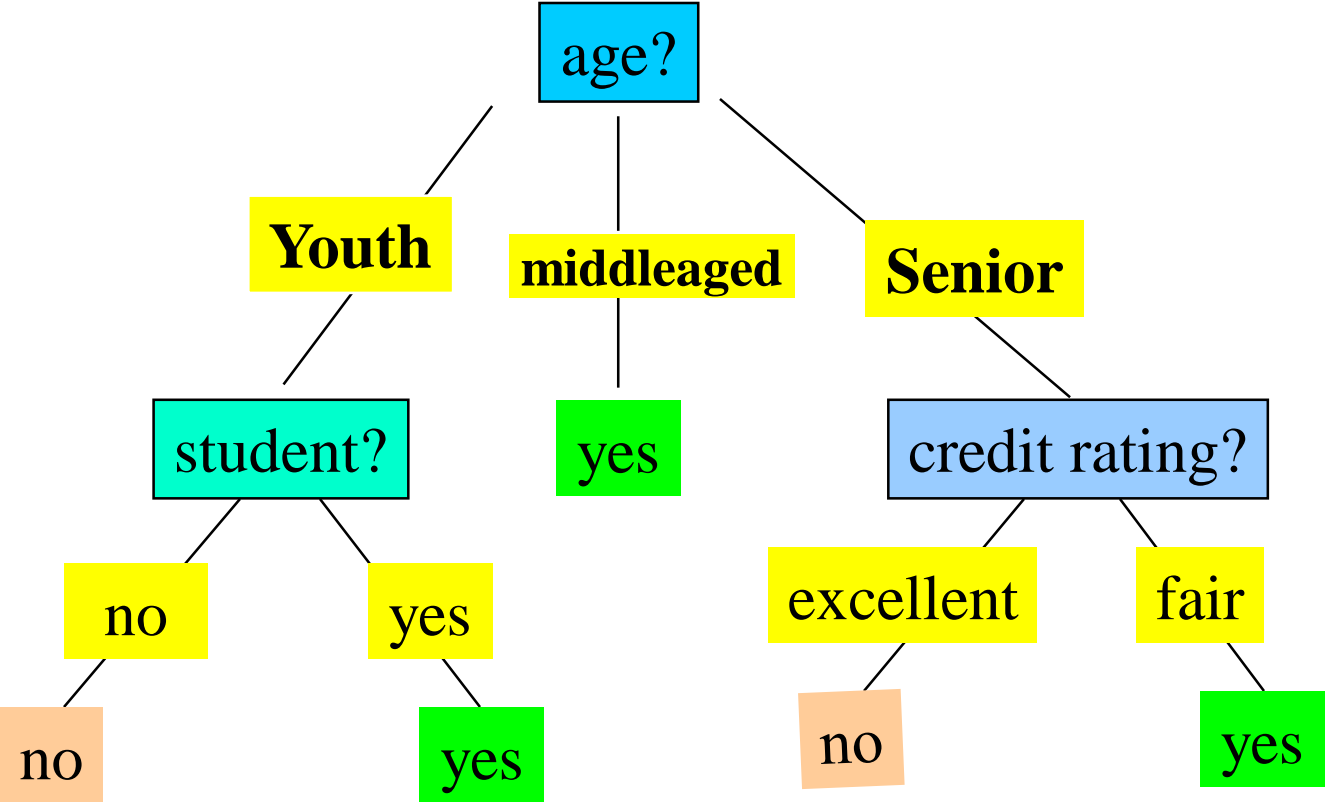 age?
Youth
middleaged
Senior
student?
yes
credit rating?
no
yes
excellent
fair
no
yes
no
yes